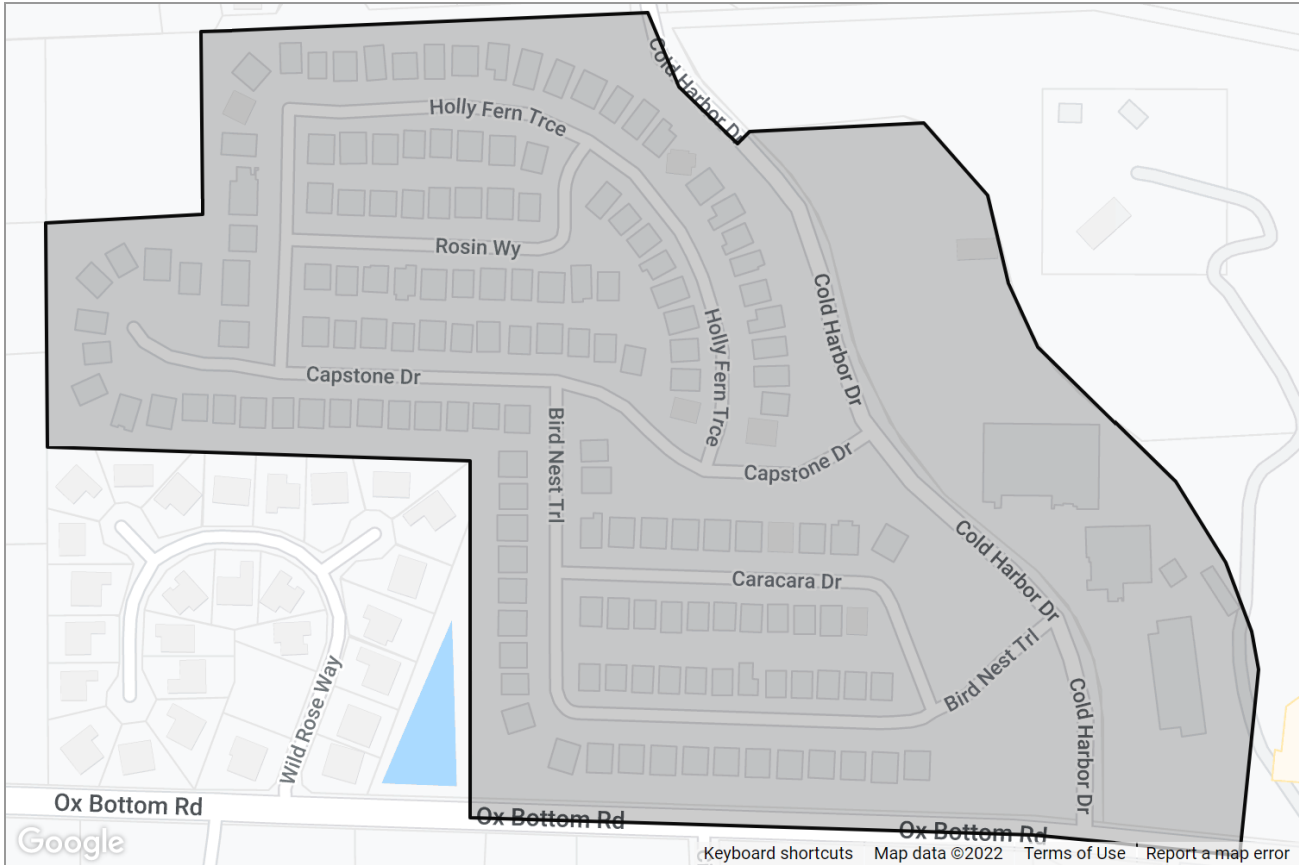 Cold Harbor Dr
Holly Fern Trce
Rosin Wy
Cold Harbor Dr
Holly Fern Trce
Capstone Dr
Bird Nest Trl
Capstone Dr
Cold Harbor Dr
Caracara Dr
Bird Nest Trl
Wild Rose Way
Cold Harbor Dr
Ox Bottom Rd
Ox Bottom Rd
Ox Bottom Rd
Google
Keyboard shortcuts Map data ©2022 Terms of Use Report a map error